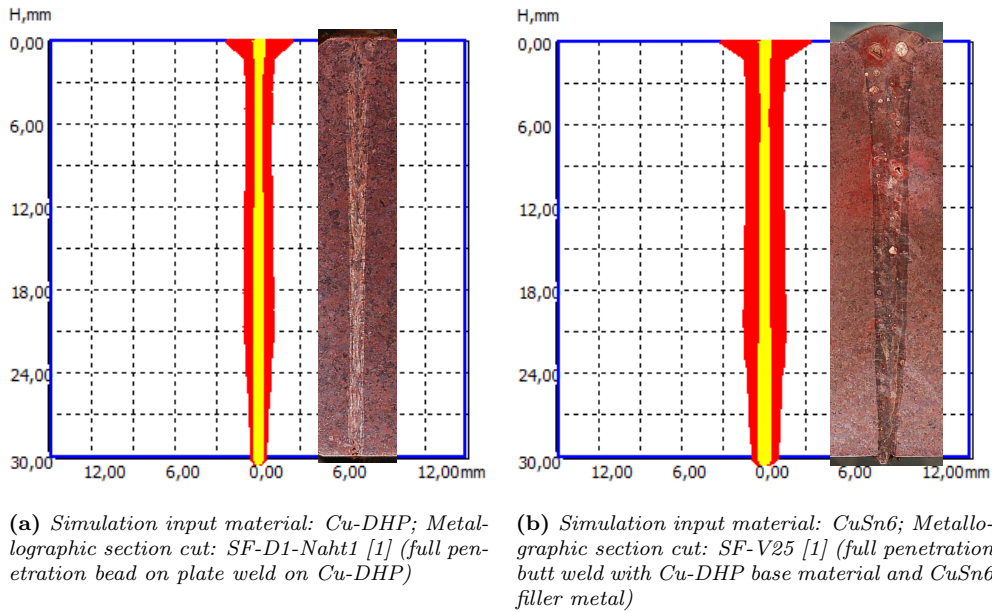 H,mm
0,00
6,00
12,00
18,00
24,00
30,00
12,00 6,00 0,00 6,00 12,00mm
(a) Simulation input material: Cu-DHP; Metal-
lographic section cut: SF-D1-Naht1 [1] (full pen-
etration bead on plate weld on Cu-DHP)
H,mm
0,00
6,00
12,00
18,00
24,00
30,00
12,00 6,00 0,00 6,00 12,00mm
(b) Simulation input material: CuSn6; Metallo-
graphic section cut: SF-V25 [1] (full penetration
butt weld with Cu-DHP base material and CuSn6
filler metal)